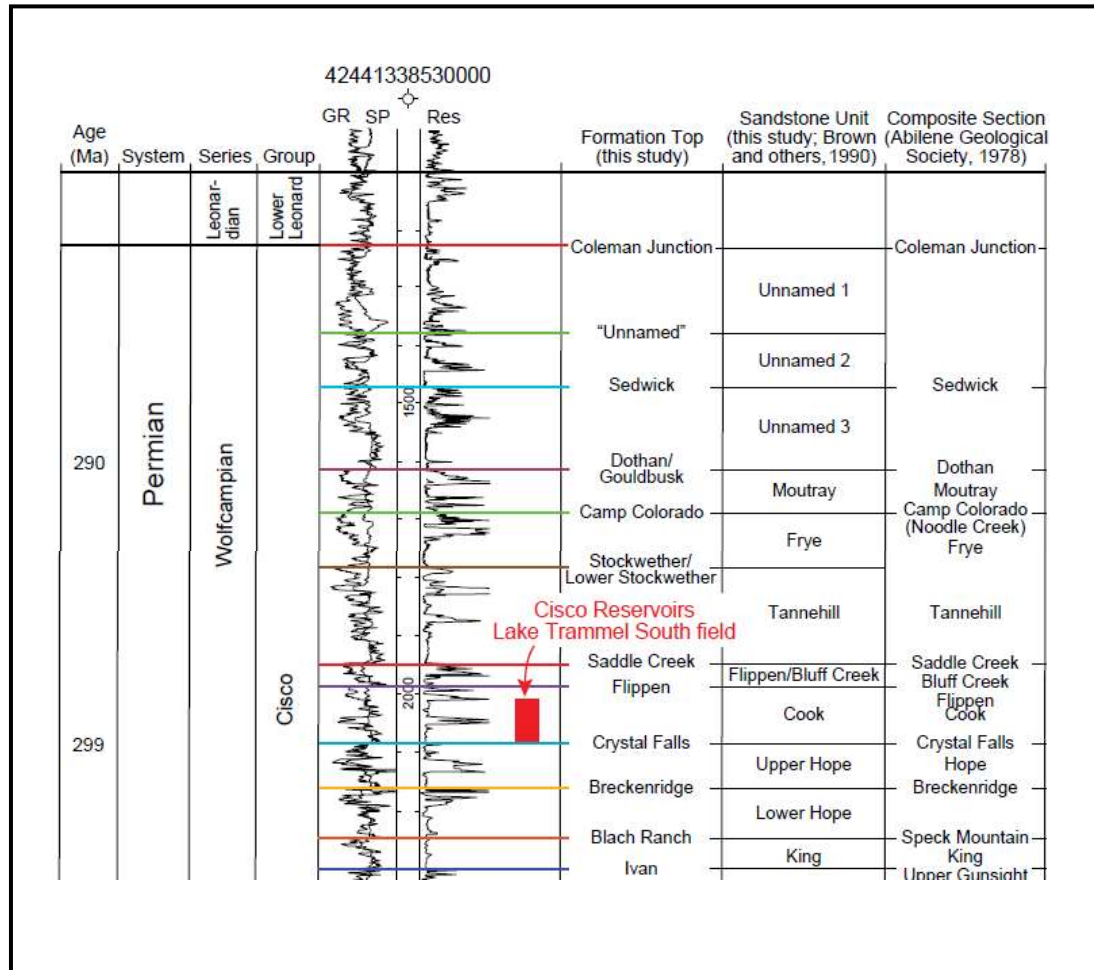 42441338530000
GR SP Res
Age
(Ma)
System
Series
Group
Formation Top
(this study)
Sandstone Unit
(this study; Brown
and others, 1990)
Composite Section
(Abilene Geological
Society, 1978)
Leonar-
dian
Lower
Leonard
Coleman Junction
Coleman Junction
Unnamed 1
“Unnamed”
Unnamed 2
Sedwick
Sedwick
1500
Unnamed 3
290
Permian
Wolfcampian
Dothan/
Gouldbusk
Dothan
Moutray
Moutray
Camp Colorado
Camp Colorado
(Noodle Creek)
Frye
Frye
Stockwether/
Lower Stockwether
Cisco Reservoirs
Lake Trammel South field
Tannehill
Tannehill
Saddle Creek
Saddle Creek
Flippen/Bluff Creek
Bluff Creek
Flippen
Flippen
2000
Cisco
Cook
Cook
299
Crystal Falls
Crystal Falls
Upper Hope
Hope
Breckenridge
Breckenridge
Lower Hope
Blach Ranch
Speck Mountain
King
King
Ivan
Upper Gunsight